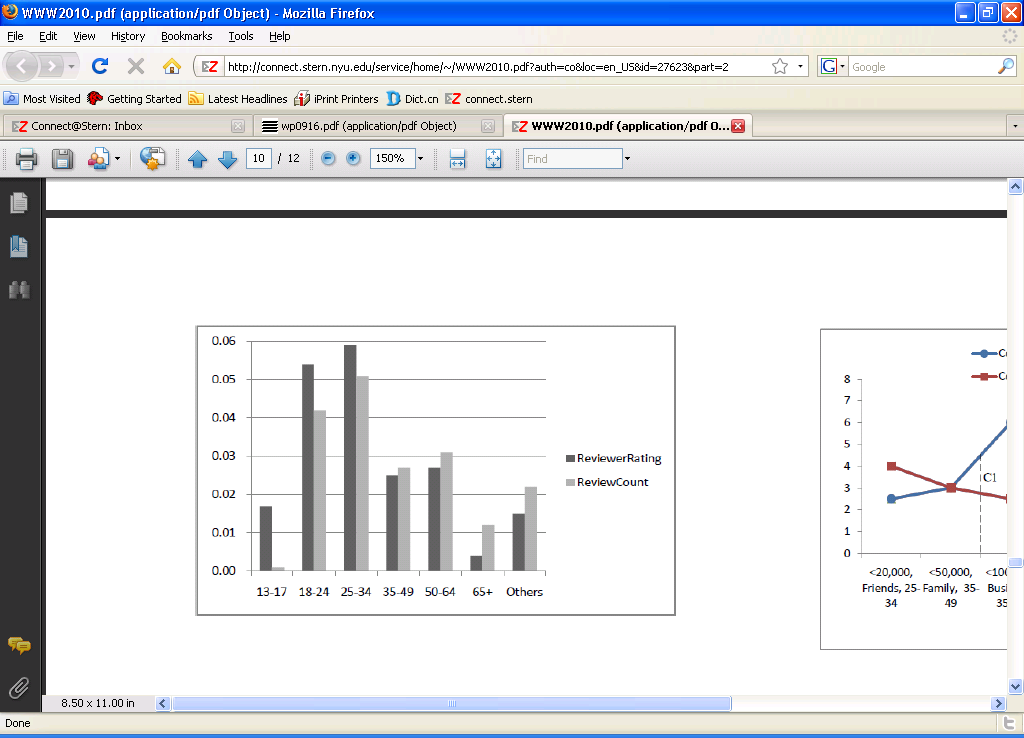 WWW2010.pdf (application/pdf Object) - Mozilla Firefox
File Edit View History Bookmarks Tools Help
http://connect.stern.nyu.edu/service/home/~/WWW2010.pdf?auth=co&loc=en_US&id=27623&part=2
G Google
Most Visited Getting Started Latest Headlines iPrint Printers Dict.cn connect.stern
Connect@Stern: Inbox wp0916.pdf (application/pdf Object) WWW2010.pdf (application/pdf O...
10 / 12 150% Find
0.06
0.05
0.04
0.03
0.02
0.01
0.00
13-17 18-24 25-34 35-49 50-64 65+ Others
ReviewerRating
ReviewCount
8
7
6
5
4
3
2
1
0
C1
<20,000, Friends, 25-34
<50,000, Family, 35-49
8.50 x 11.00 in
Done